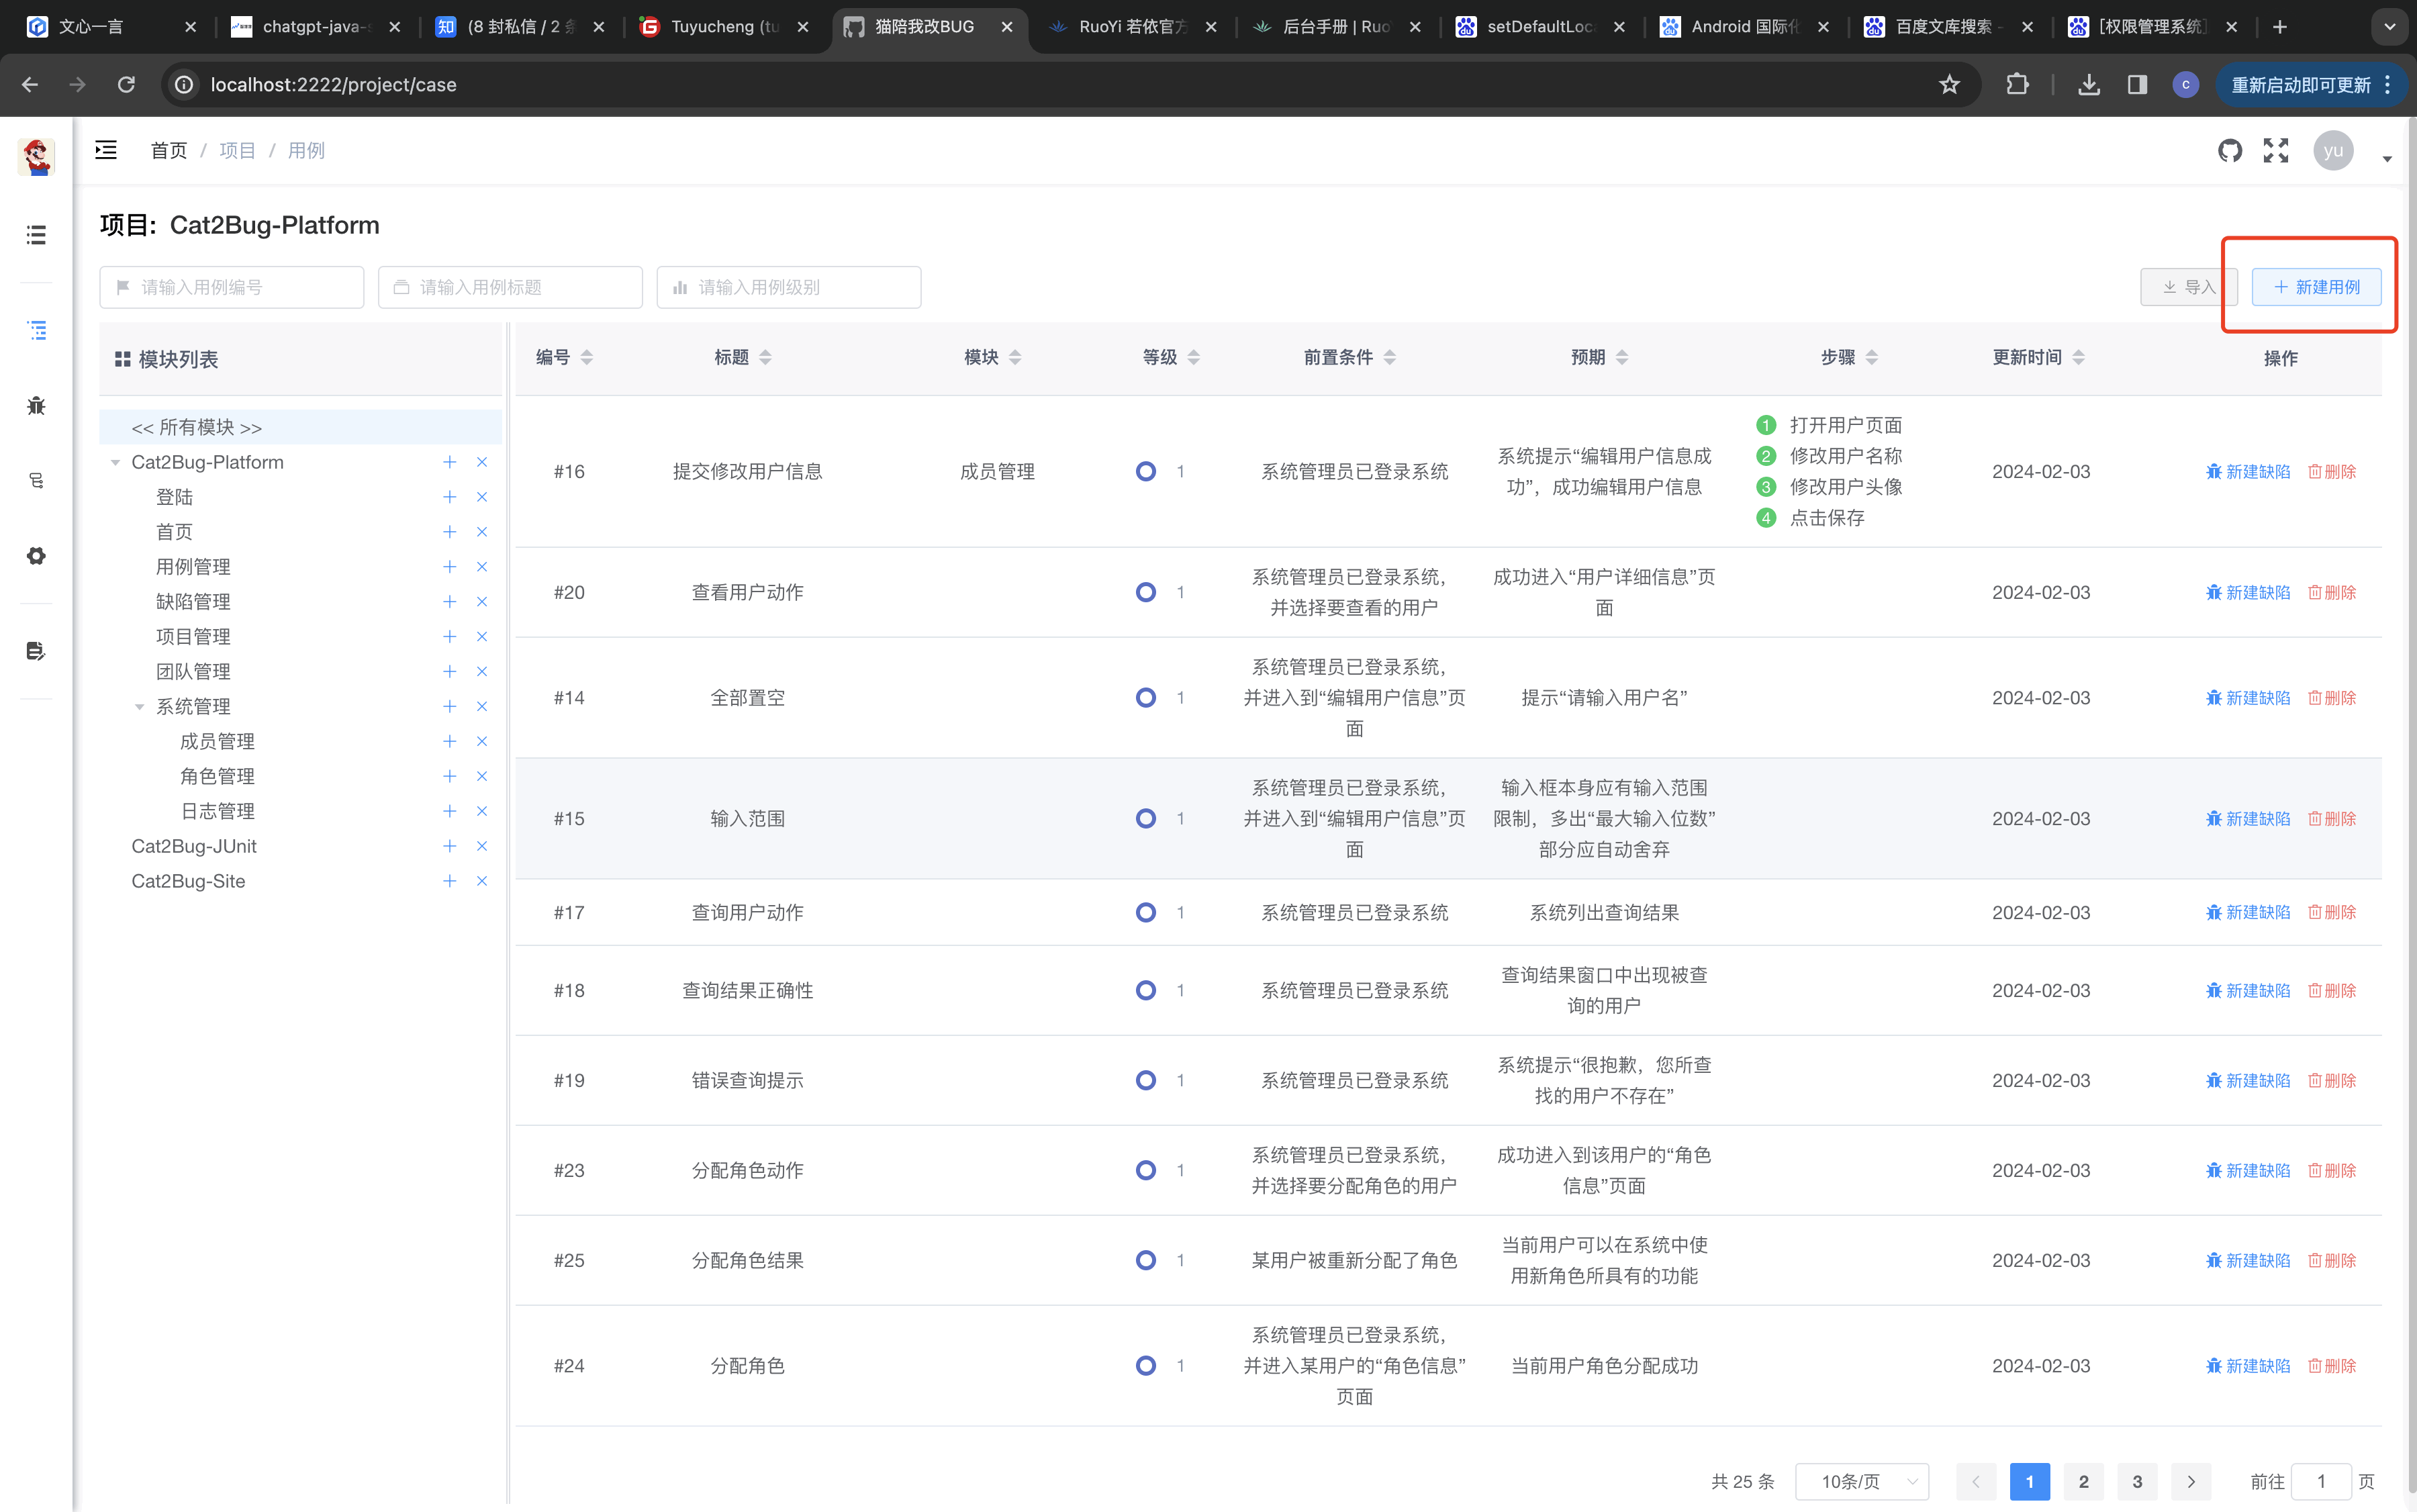 文心一言
chatgpt-java-s
知
(8 封私信 / 2 条
G
Tuyucheng (tu
猫陪我改BUG
RuoYi 若依官方
后台手册 | Ruo
setDefaultLoc
Android 国际化
百度文库搜索 -
[权限管理系统]
localhost:2222/project/case
c
重新启动即可更新
首页 / 项目 / 用例
yu
项目: Cat2Bug-Platform
请输入用例编号
请输入用例标题
请输入用例级别
导入
新建用例
模块列表
<< 所有模块 >>
Cat2Bug-Platform
登陆
首页
用例管理
缺陷管理
项目管理
团队管理
系统管理
成员管理
角色管理
日志管理
Cat2Bug-JUnit
Cat2Bug-Site
编号 标题 模块 等级 前置条件 预期 步骤 更新时间 操作
#16
提交修改用户信息
成员管理
1
系统管理员已登录系统
系统提示“编辑用户信息成
功”，成功编辑用户信息
1 打开用户页面
2 修改用户名称
3 修改用户头像
4 点击保存
2024-02-03
新建缺陷 删除
#20
查看用户动作
1
系统管理员已登录系统，
并选择要查看的用户
成功进入“用户详细信息”页
面
2024-02-03
新建缺陷 删除
#14
全部置空
1
系统管理员已登录系统，
并进入到“编辑用户信息”页
面
提示“请输入用户名”
2024-02-03
新建缺陷 删除
#15
输入范围
1
系统管理员已登录系统，
并进入到“编辑用户信息”页
面
输入框本身应有输入范围
限制，多出“最大输入位数”
部分应自动舍弃
2024-02-03
新建缺陷 删除
#17
查询用户动作
1
系统管理员已登录系统
系统列出查询结果
2024-02-03
新建缺陷 删除
#18
查询结果正确性
1
系统管理员已登录系统
查询结果窗口中出现被查
询的用户
2024-02-03
新建缺陷 删除
#19
错误查询提示
1
系统管理员已登录系统
系统提示“很抱歉，您所查
找的用户不存在”
2024-02-03
新建缺陷 删除
#23
分配角色动作
1
系统管理员已登录系统，
并选择要分配角色的用户
成功进入到该用户的“角色
信息”页面
2024-02-03
新建缺陷 删除
#25
分配角色结果
1
某用户被重新分配了角色
当前用户可以在系统中使
用新角色所具有的功能
2024-02-03
新建缺陷 删除
#24
分配角色
1
系统管理员已登录系统，
并进入某用户的“角色信息”
页面
当前用户角色分配成功
2024-02-03
新建缺陷 删除
共 25 条 10条/页 1 2 3 前往 1 页